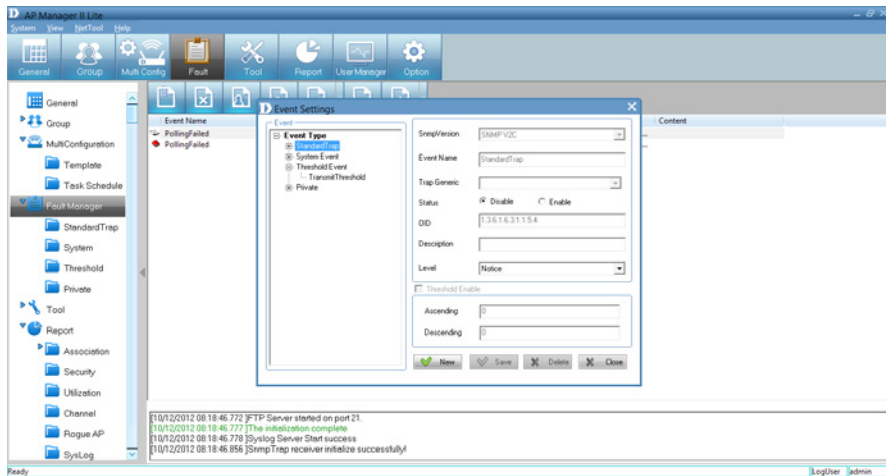 D AP Manager II Lite
System View NetTool Help
General Group Multi Config Fault Tool Report UserManager Option
General
Group
MultiConfiguration
Template
Task Schedule
Fault Manager
StandardTrap
System
Threshold
Private
Tool
Report
Association
Security
Utilization
Channel
Rogue AP
SysLog
Event Name Content
PollingFailed
PollingFailed
D Event Settings
Event
Event Type
StandardTrap
System Event
Threshold Event
TransmitThreshold
Private
SnmpVersion SNMP V2C
Event Name StandardTrap
Trap Generic
Status Disable Enable
OID 1.3.6.1.6.3.1.1.5.4
Description
Level Notice
Threshold Enable
Ascending 0
Descending 0
New Save Delete Close
[10/12/2012 08:18:46.772 ]FTP Server started on port 21.
[10/12/2012 08:18:46.777 ]The initialization complete
[10/12/2012 08:18:46.778 ]Syslog Server Start success
[10/12/2012 08:18:46.856 ]SnmpTrap receiver initialize successfully!
Ready LogUser admin